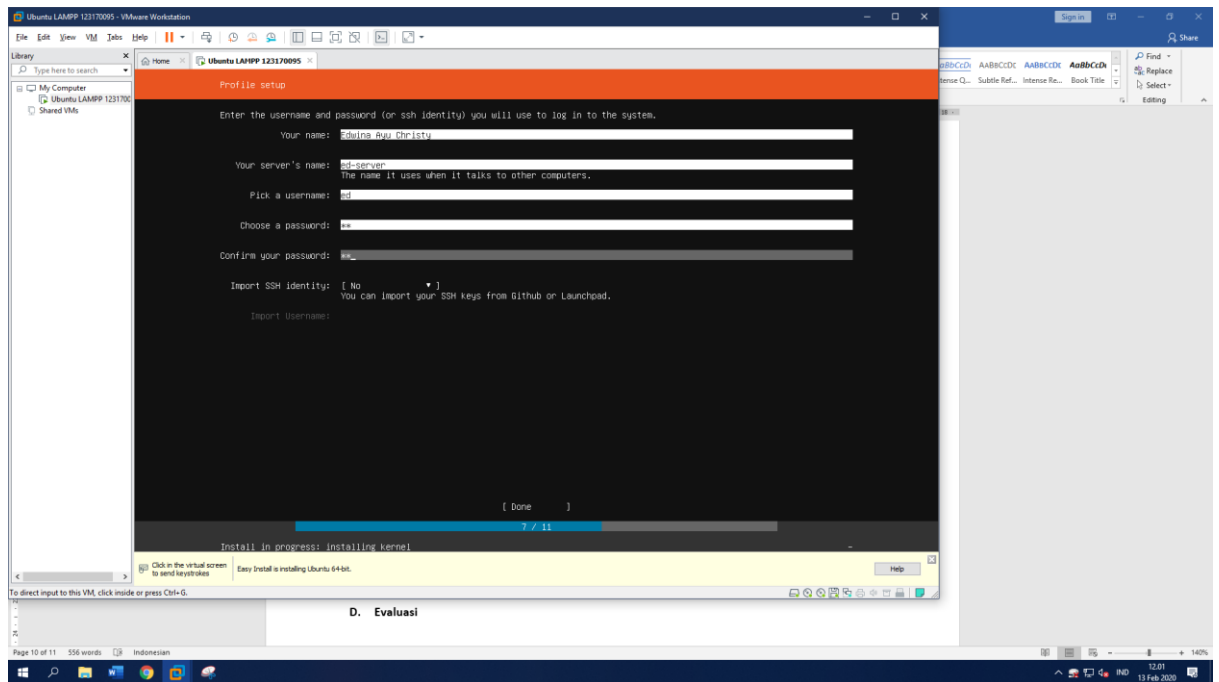 Ubuntu LAMPP 123170095 - VMware Workstation
Sign in
File Edit View VM Tabs Help
Share
Library
Type here to search
My Computer
Ubuntu LAMPP 1231700
Shared VMs
Home
Ubuntu LAMPP 123170095
Profile setup
Enter the username and password (or ssh identity) you will use to log in to the system.
Your name: Edwina Ayu Christy
Your server's name: ed-server
The name it uses when it talks to other computers.
Pick a username: ed
Choose a password: **
Confirm your password: **_
Import SSH identity: [ No ▼ ]
You can import your SSH keys from Github or Launchpad.
Import Username:
[ Done ]
7 / 11
Install in progress: installing kernel
Click in the virtual screen
to send keystrokes
Easy Install is installing Ubuntu 64-bit.
Help
To direct input to this VM, click inside or press Ctrl+G.
AaBbCcDc AABBCCDC AABBCCDC AaBbCcDc
tense Q... Subtle Ref... Intense Re... Book Title
Find
Replace
Select
Editing
D. Evaluasi
Page 10 of 11 556 words Indonesian
140%
IND
12.01
13 Feb 2020